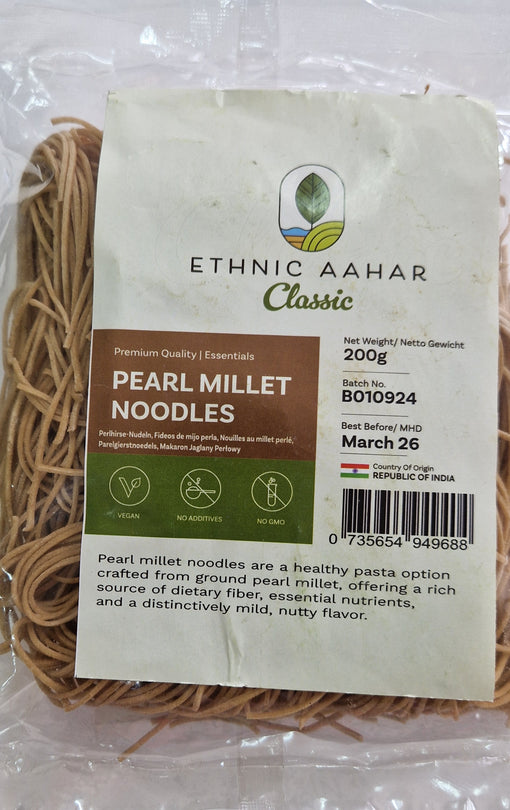 ETHNIC AAHAR
Classic
Premium Quality | Essentials
PEARL MILLET
NOODLES
Perlhirse-Nudeln, Fideos de mijo perla, Nouilles au millet perlé,
Parelgierstnoedels, Makaron Jaglany Perłowy
VEGAN
NO ADDITIVES
NO GMO
Net Weight/ Netto Gewicht
200g
Batch No.
B010924
Best Before/ MHD
March 26
Country Of Origin
REPUBLIC OF INDIA
0 735654 949688
Pearl millet noodles are a healthy pasta option
crafted from ground pearl millet, offering a rich
source of dietary fiber, essential nutrients,
and a distinctively mild, nutty flavor.